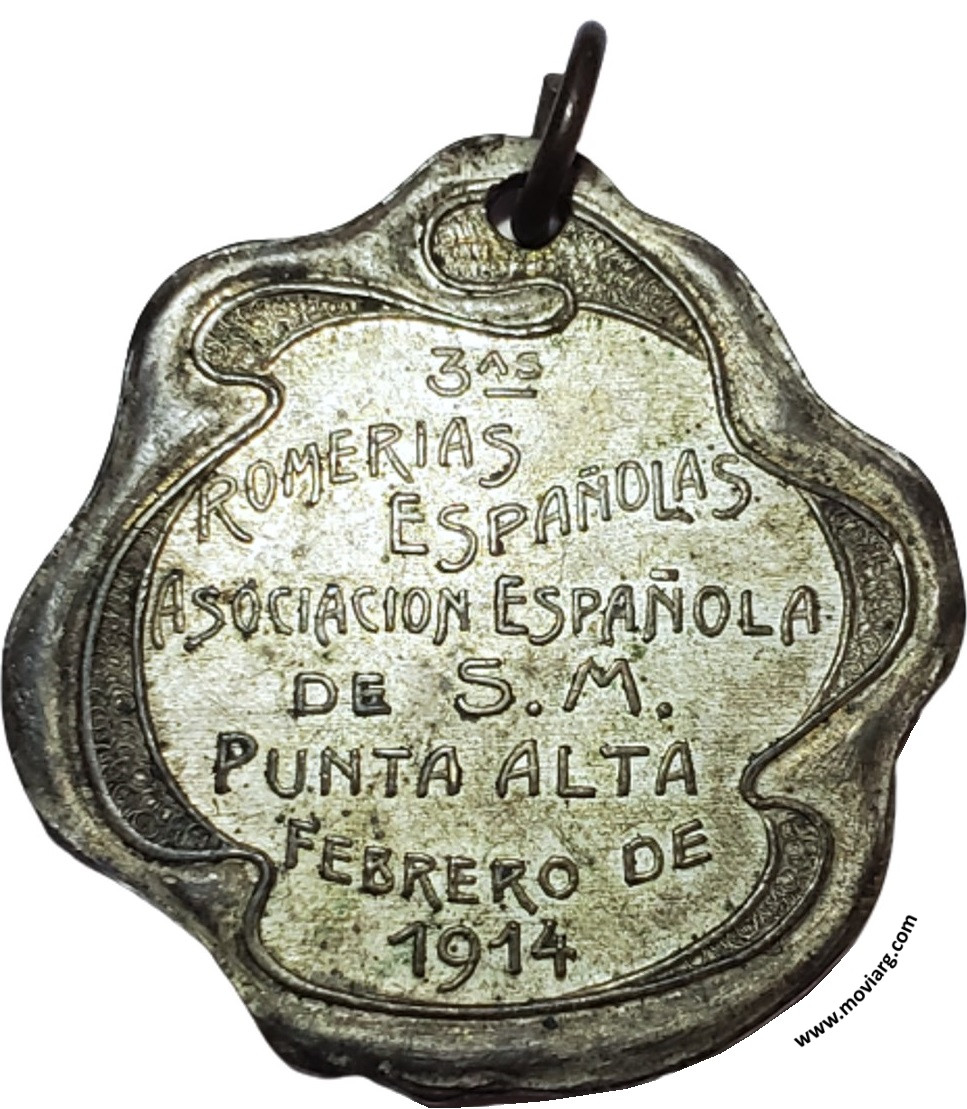 3ᴬˢ
ROMERIAS
ESPAÑOLAS
ASOCIACION ESPAÑOLA
DE S.M.
PUNTA ALTA
FEBRERO DE
1914
www.moviarg.com